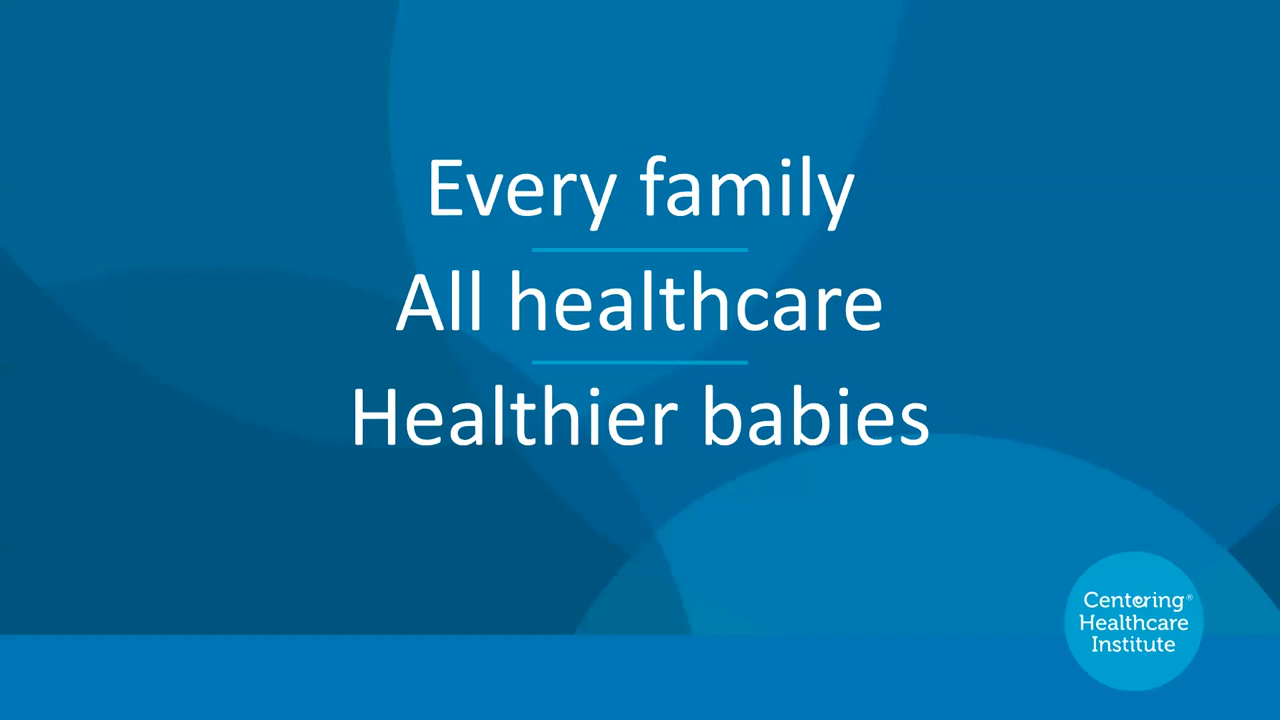 Every family
All healthcare
Healthier babies
Centering®
Healthcare
Institute